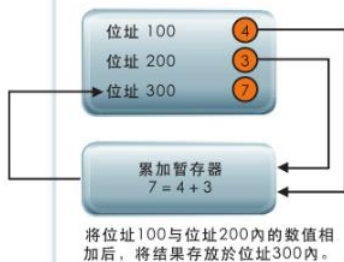 位址 100 4
位址 200 3
位址 300 7
累加暂存器
7 = 4 + 3
将位址100与位址200內的数值相
加后，将结果存放於位址300內。